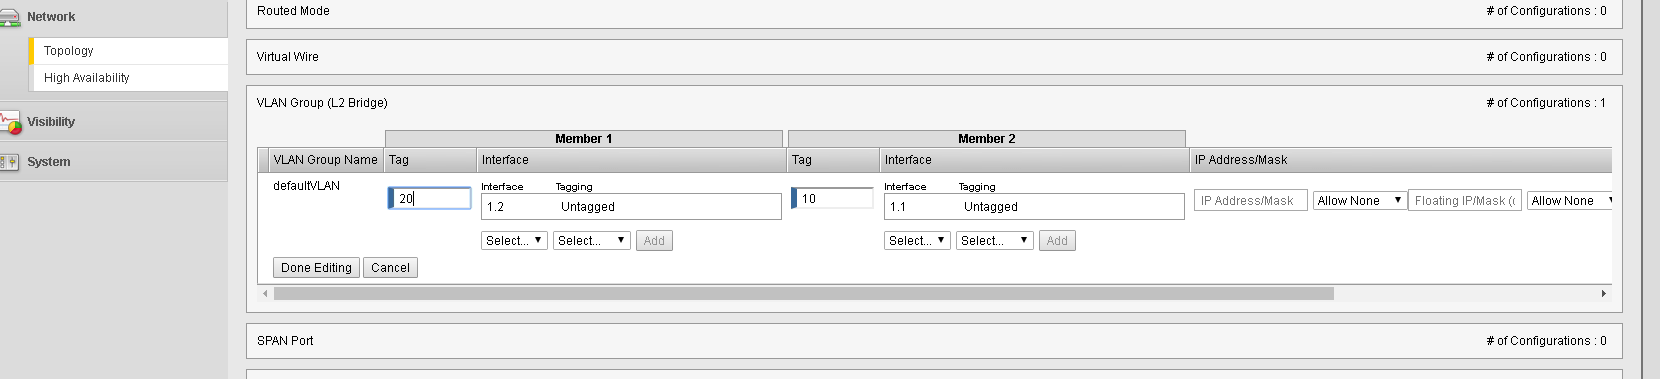 Network
Topology
High Availability
Visibility
System
Routed Mode # of Configurations : 0
Virtual Wire # of Configurations : 0
VLAN Group (L2 Bridge) # of Configurations : 1
Member 1 Member 2
VLAN Group Name Tag Interface Tag Interface IP Address/Mask
defaultVLAN Interface Tagging Interface Tagging
20 1.2 Untagged 10 1.1 Untagged IP Address/Mask Allow None Floating IP/Mask (o Allow None
Select... Select... Add Select... Select... Add
Done Editing Cancel
SPAN Port # of Configurations : 0